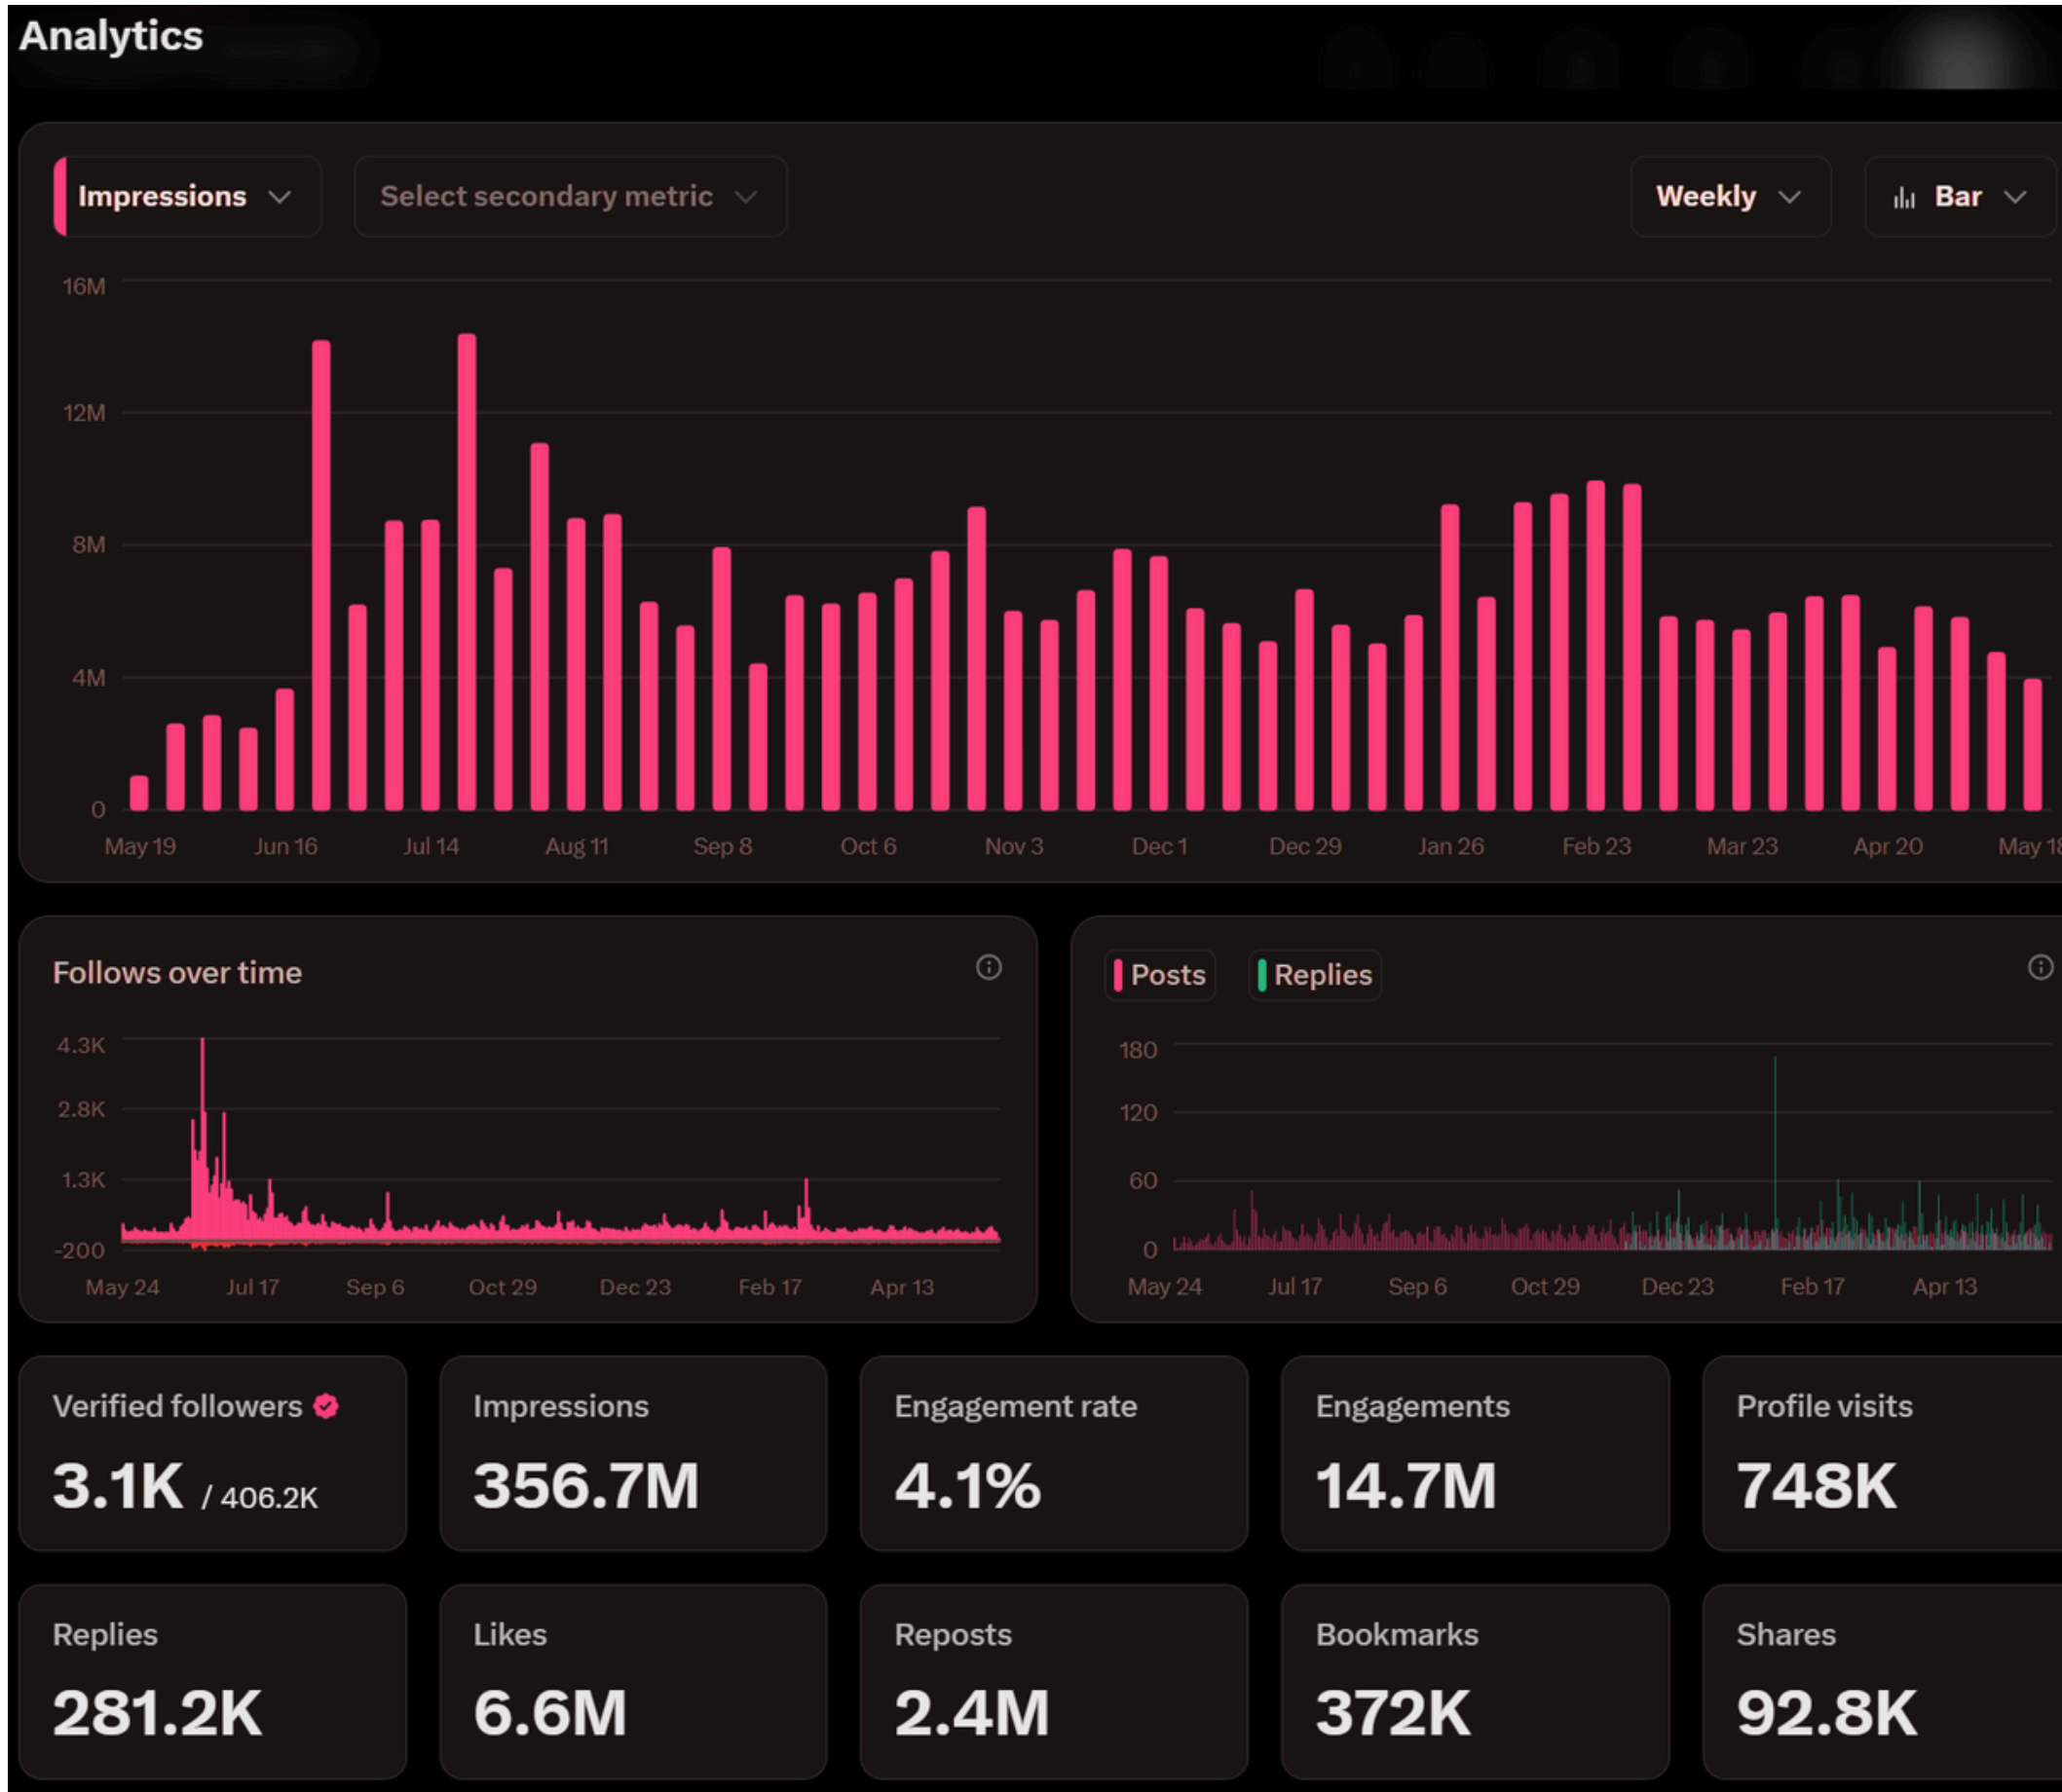 Analytics
Impressions
Select secondary metric
Weekly
Bar
16M
12M
8M
4M
0
May 19 Jun 16 Jul 14 Aug 11 Sep 8 Oct 6 Nov 3 Dec 1 Dec 29 Jan 26 Feb 23 Mar 23 Apr 20 May 18
Follows over time
4.3K
2.8K
1.3K
-200
May 24 Jul 17 Sep 6 Oct 29 Dec 23 Feb 17 Apr 13
Posts Replies
180
120
60
0
May 24 Jul 17 Sep 6 Oct 29 Dec 23 Feb 17 Apr 13
Verified followers
3.1K / 406.2K
Impressions
356.7M
Engagement rate
4.1%
Engagements
14.7M
Profile visits
748K
Replies
281.2K
Likes
6.6M
Reposts
2.4M
Bookmarks
372K
Shares
92.8K